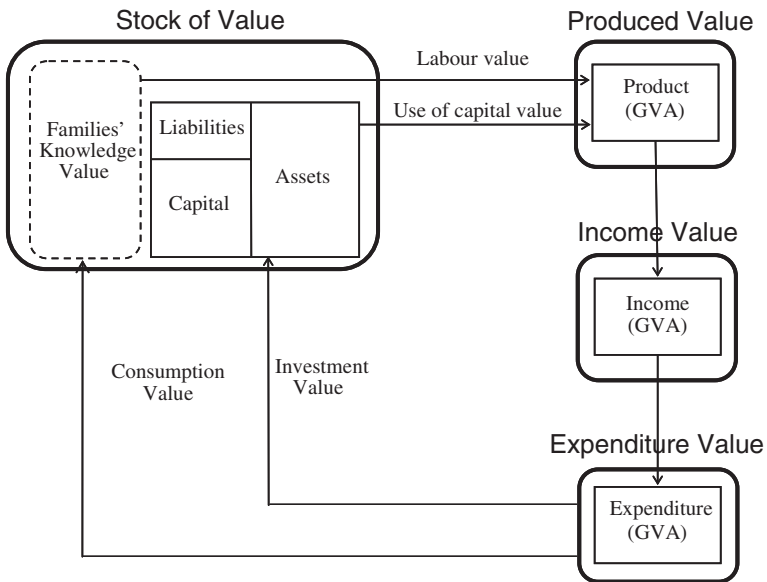 Stock of Value
Produced Value
Labour value
Product
(GVA)
Families’
Knowledge
Value
Liabilities
Use of capital value
Capital
Assets
Income Value
Income
(GVA)
Consumption
Value
Investment
Value
Expenditure Value
Expenditure
(GVA)